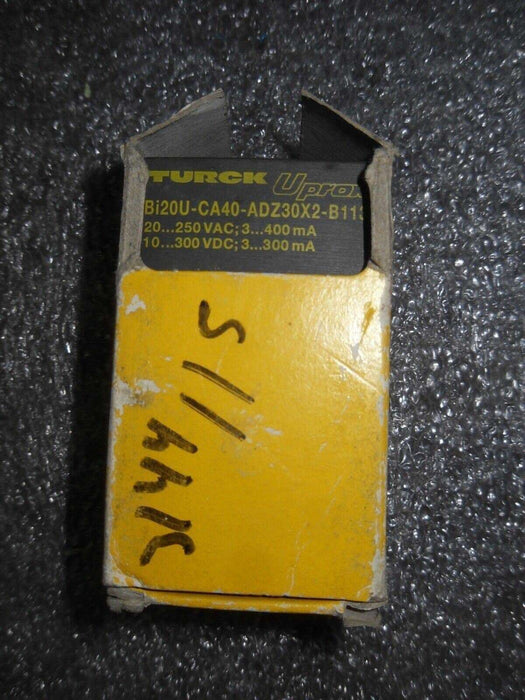 TURCK Uprox
Bi20U-CA40-ADZ30X2-B113
20...250 VAC; 3...400 mA
10...300 VDC; 3...300 mA